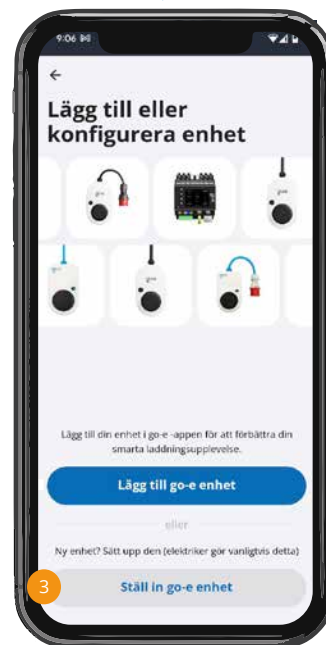 9:06
Lägg till eller
konfigurera enhet
Lägg till din enhet i go-e -appen för att förbättra din
smarta laddningsupplevelse.
Lägg till go-e enhet
eller
Ny enhet? Sätt upp den (elektriker gör vanligtvis detta)
3
Ställ in go-e enhet